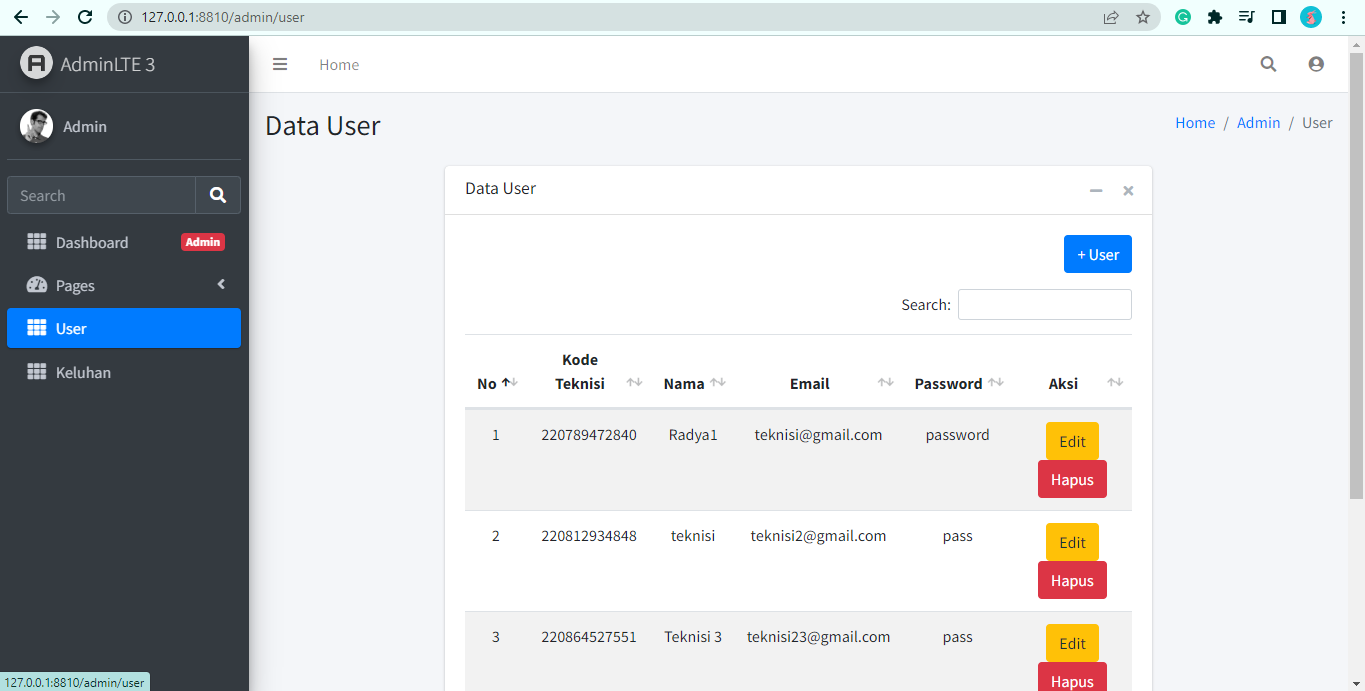 127.0.0.1:8810/admin/user
AdminLTE 3
Home
Admin
Data User
Home / Admin / User
Search
Data User
Dashboard Admin
+ User
Pages
Search:
User
Keluhan
No Kode Teknisi Nama Email Password Aksi
1 220789472840 Radya1 teknisi@gmail.com password Edit
Hapus
2 220812934848 teknisi teknisi2@gmail.com pass Edit
Hapus
3 220864527551 Teknisi 3 teknisi23@gmail.com pass Edit
Hapus
127.0.0.1:8810/admin/user